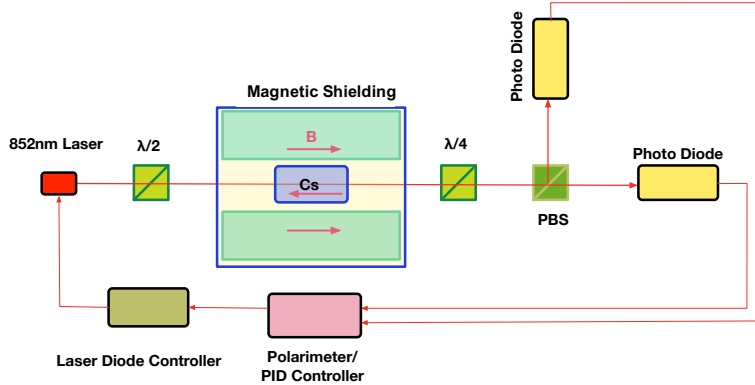 Photo Diode
Magnetic Shielding
852nm Laser
λ/2
B
λ/4
Photo Diode
Cs
PBS
Laser Diode Controller
Polarimeter/
PID Controller